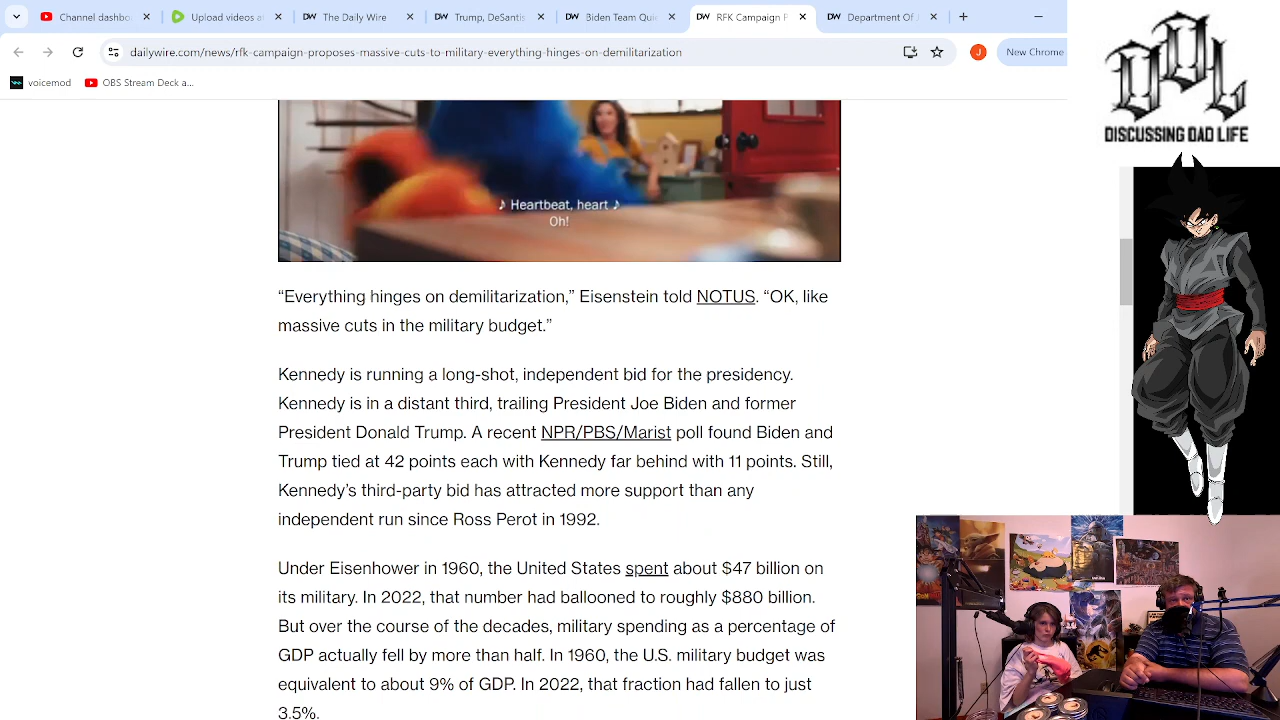 Channel dashbo
Upload videos a
The Daily Wire
Trump, DeSantis
Biden Team Quie
RFK Campaign P
Department Of J
dailywire.com/news/rfk-campaign-proposes-massive-cuts-to-military-everything-hinges-on-demilitarization
J
New Chrome
voicemod
OBS Stream Deck a...
DDL
DISCUSSING DAD LIFE
♪ Heartbeat, heart ♪
Oh!
“Everything hinges on demilitarization,” Eisenstein told NOTUS. “OK, like
massive cuts in the military budget.”
Kennedy is running a long-shot, independent bid for the presidency.
Kennedy is in a distant third, trailing President Joe Biden and former
President Donald Trump. A recent NPR/PBS/Marist poll found Biden and
Trump tied at 42 points each with Kennedy far behind with 11 points. Still,
Kennedy’s third-party bid has attracted more support than any
independent run since Ross Perot in 1992.
Under Eisenhower in 1960, the United States spent about $47 billion on
its military. In 2022, that number had ballooned to roughly $880 billion.
But over the course of the decades, military spending as a percentage of
GDP actually fell by more than half. In 1960, the U.S. military budget was
equivalent to about 9% of GDP. In 2022, that fraction had fallen to just
3.5%.